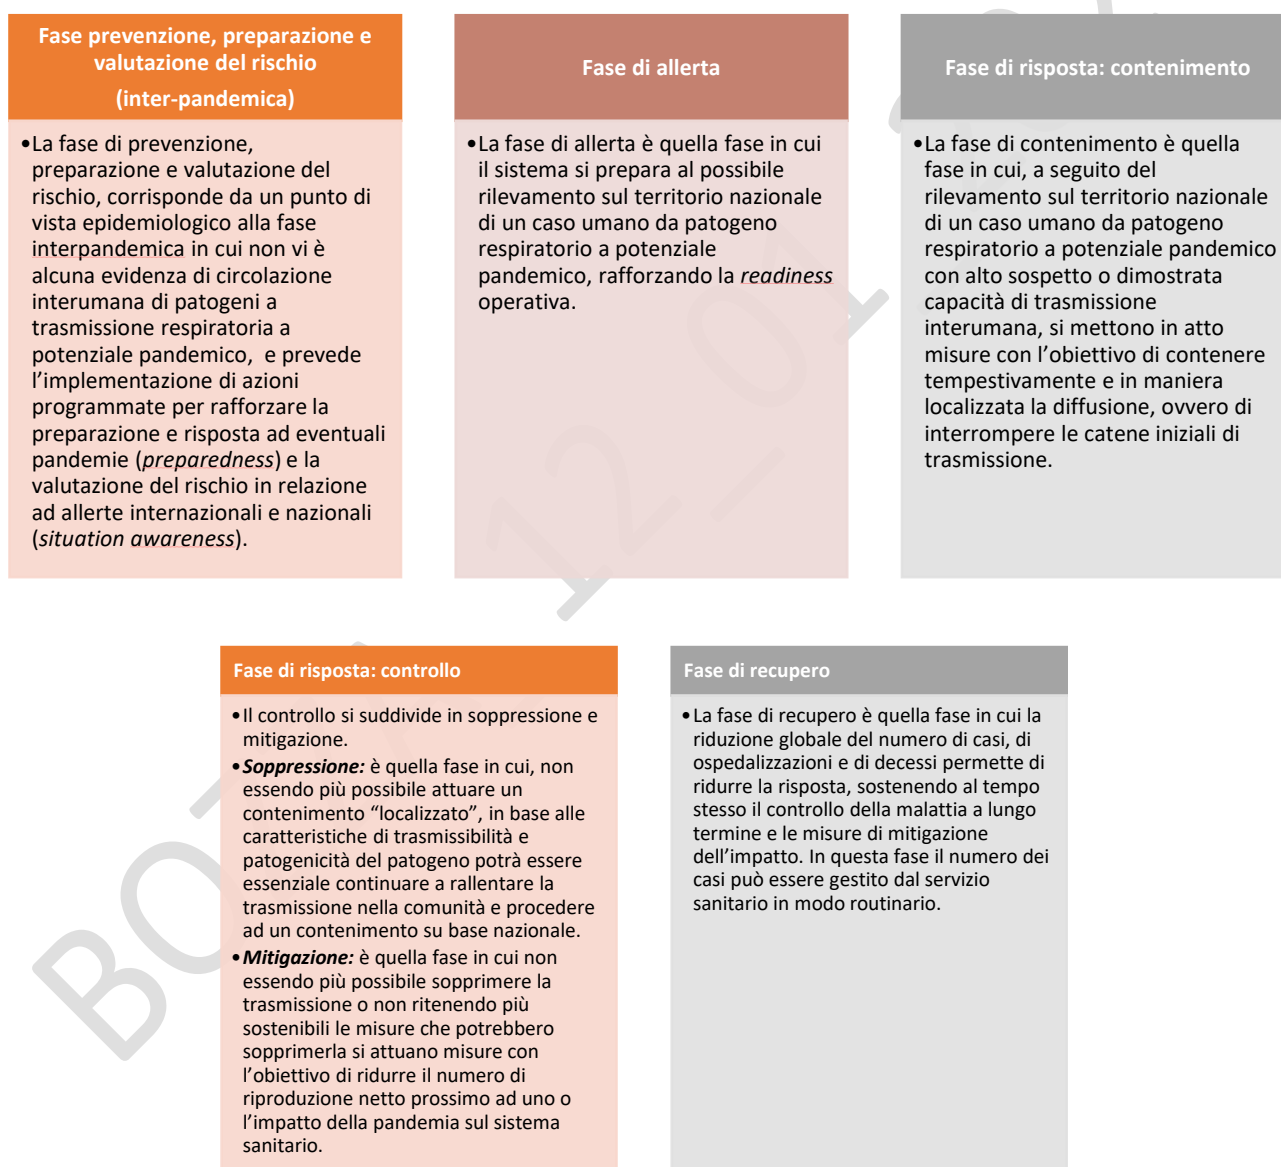 Fase prevenzione, preparazione e
valutazione del rischio
(inter-pandemica)
•La fase di prevenzione,
preparazione e valutazione del
rischio, corrisponde da un punto di
vista epidemiologico alla fase
interpandemica in cui non vi è
alcuna evidenza di circolazione
interumana di patogeni a
trasmissione respiratoria a
potenziale pandemico, e prevede
l’implementazione di azioni
programmate per rafforzare la
preparazione e risposta ad eventuali
pandemie (preparedness) e la
valutazione del rischio in relazione
ad allerte internazionali e nazionali
(situation awareness).
Fase di allerta
•La fase di allerta è quella fase in cui
il sistema si prepara al possibile
rilevamento sul territorio nazionale
di un caso umano da patogeno
respiratorio a potenziale
pandemico, rafforzando la readiness
operativa.
Fase di risposta: contenimento
•La fase di contenimento è quella
fase in cui, a seguito del
rilevamento sul territorio nazionale
di un caso umano da patogeno
respiratorio a potenziale pandemico
con alto sospetto o dimostrata
capacità di trasmissione
interumana, si mettono in atto
misure con l’obiettivo di contenere
tempestivamente e in maniera
localizzata la diffusione, ovvero di
interrompere le catene iniziali di
trasmissione.
Fase di risposta: controllo
•Il controllo si suddivide in soppressione e
mitigazione.
•Soppressione: è quella fase in cui, non
essendo più possibile attuare un
contenimento “localizzato”, in base alle
caratteristiche di trasmissibilità e
patogenicità del patogeno potrà essere
essenziale continuare a rallentare la
trasmissione nella comunità e procedere
ad un contenimento su base nazionale.
•Mitigazione: è quella fase in cui non
essendo più possibile sopprimere la
trasmissione o non ritenendo più
sostenibili le misure che potrebbero
sopprimerla si attuano misure con
l’obiettivo di ridurre il numero di
riproduzione netto prossimo ad uno o
l’impatto della pandemia sul sistema
sanitario.
Fase di recupero
•La fase di recupero è quella fase in cui la
riduzione globale del numero di casi, di
ospedalizzazioni e di decessi permette di
ridurre la risposta, sostenendo al tempo
stesso il controllo della malattia a lungo
termine e le misure di mitigazione
dell’impatto. In questa fase il numero dei
casi può essere gestito dal servizio
sanitario in modo routinario.